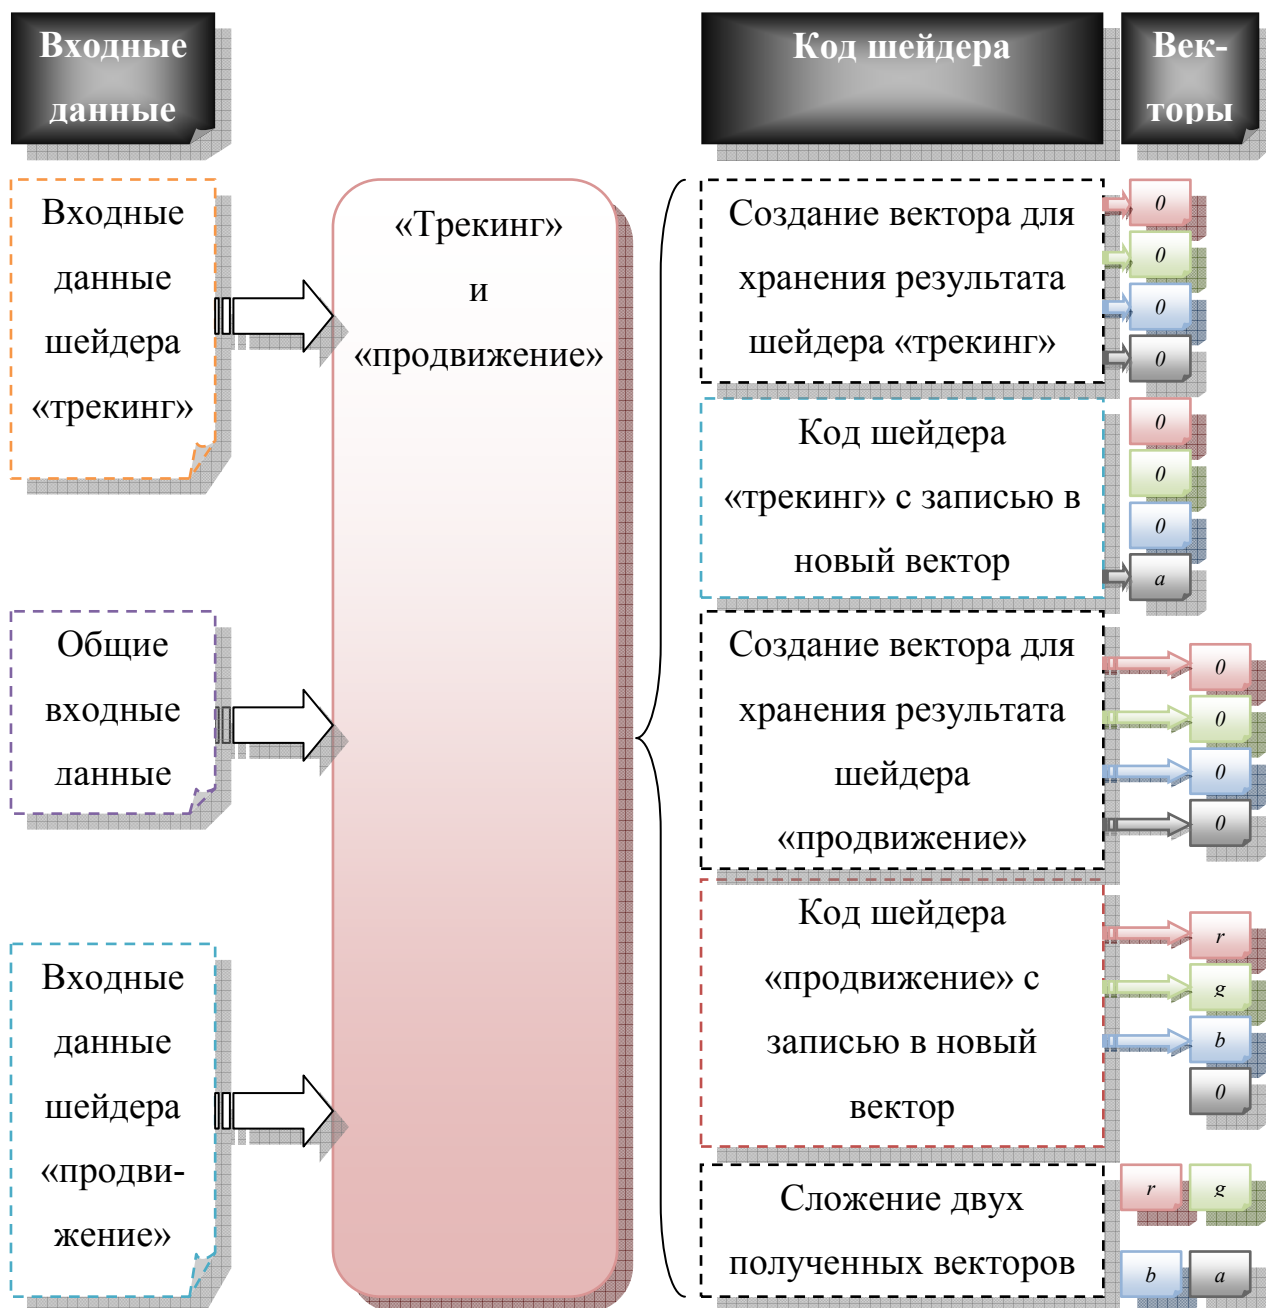 Входные
данные
Код шейдера
Век-
торы
Входные
данные
шейдера
«трекинг»
Общие
входные
данные
Входные
данные
шейдера
«продви-
жение»
«Трекинг»
и
«продвижение»
Создание вектора для
хранения результата
шейдера «трекинг»
0
0
0
0
Код шейдера
«трекинг» с записью в
новый вектор
0
0
0
a
Создание вектора для
хранения результата
шейдера
«продвижение»
0
0
0
0
Код шейдера
«продвижение» с
записью в новый
вектор
r
g
b
0
Сложение двух
полученных векторов
r g
b a